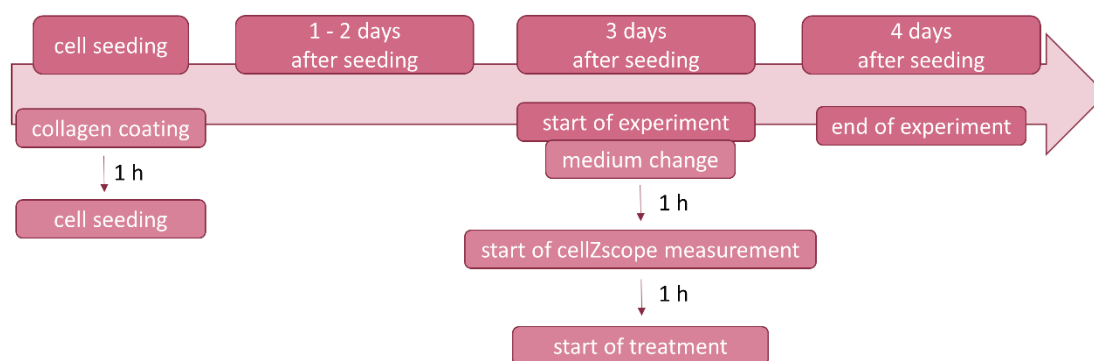 cell seeding
1 - 2 days
after seeding
3 days
after seeding
4 days
after seeding
collagen coating
1 h
cell seeding
start of experiment
medium change
1 h
start of cellZscope measurement
1 h
start of treatment
end of experiment